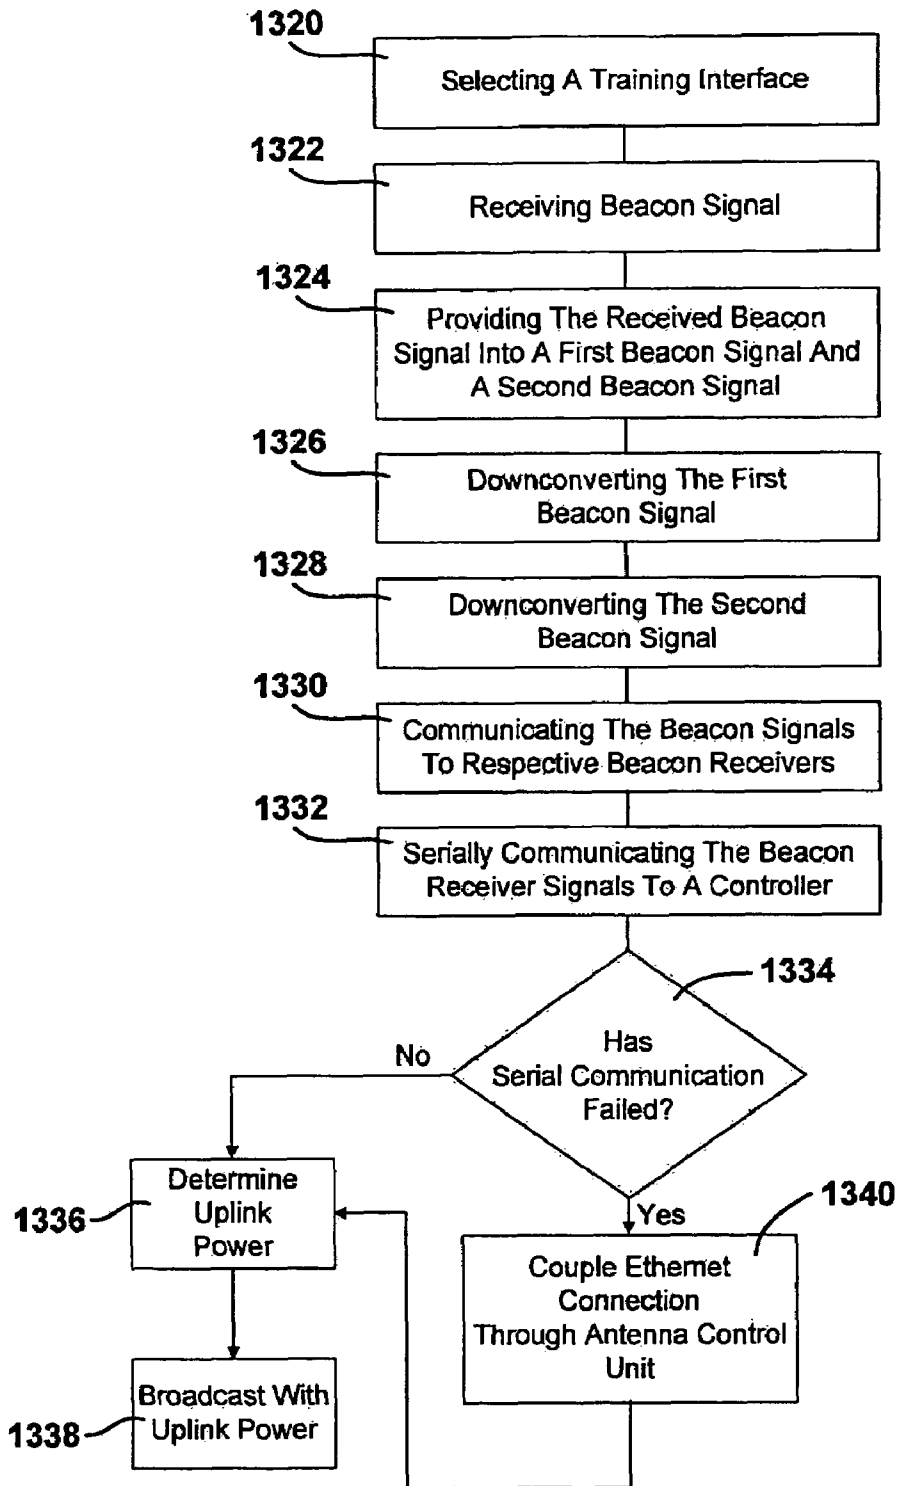 1320
Selecting A Training Interface
1322
Receiving Beacon Signal
1324
Providing The Received Beacon
Signal Into A First Beacon Signal And
A Second Beacon Signal
1326
Downconverting The First
Beacon Signal
1328
Downconverting The Second
Beacon Signal
1330
Communicating The Beacon Signals
To Respective Beacon Receivers
1332
Serially Communicating The Beacon
Receiver Signals To A Controller
1334
Has
Serial Communication
Failed?
No
Yes
1336
Determine
Uplink
Power
1340
Couple Ethernet
Connection
Through Antenna Control
Unit
1338
Broadcast With
Uplink Power